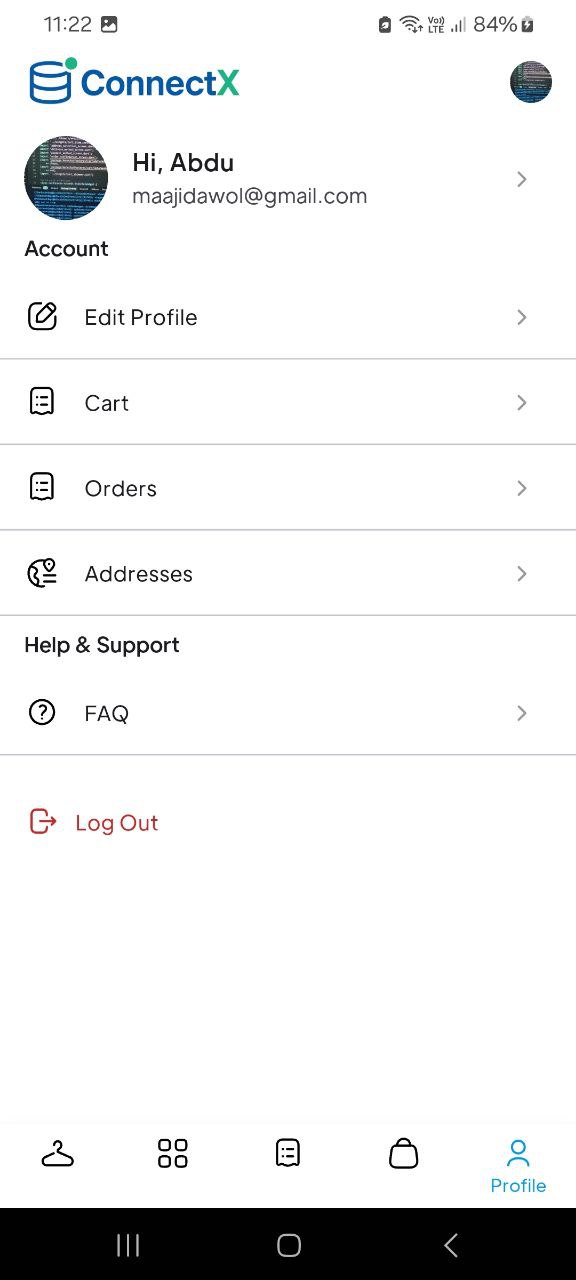 11:22
Vo))
LTE
84%
ConnectX
Hi, Abdu
maajidawol@gmail.com
Account
Edit Profile
Cart
Orders
Addresses
Help & Support
FAQ
Log Out
Profile